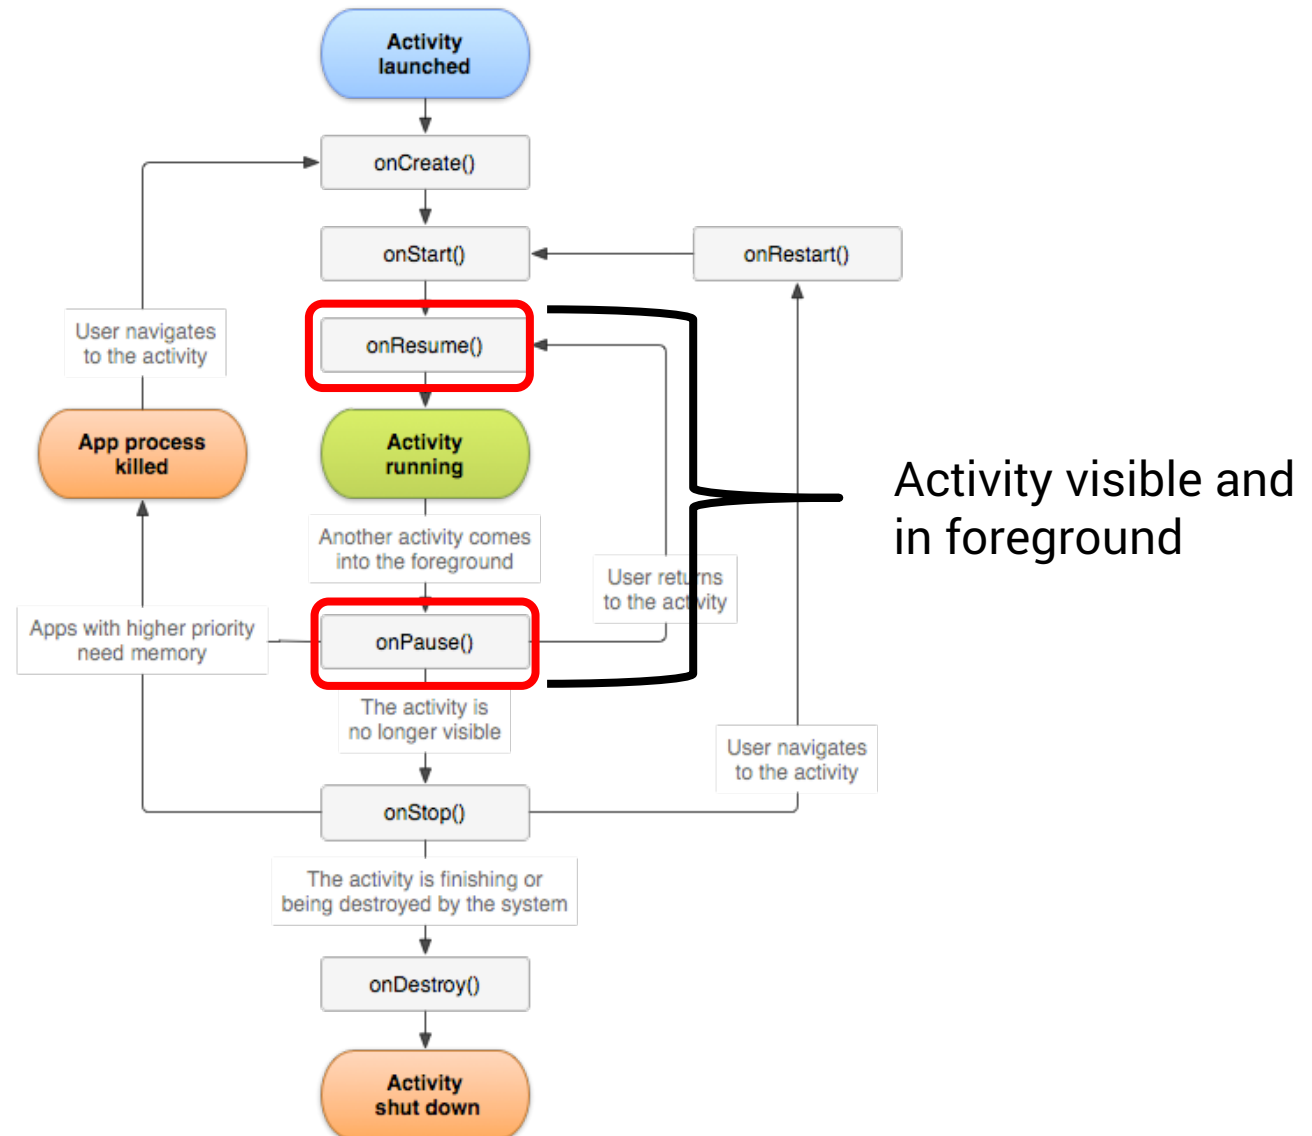 Activity
launched
onCreate()
onStart()
onRestart()
User navigates
to the activity
onResume()
App process
killed
Activity
running
Activity visible and
in foreground
Another activity comes
into the foreground
User returns
to the activity
Apps with higher priority
need memory
onPause()
The activity is
no longer visible
User navigates
to the activity
onStop()
The activity is finishing or
being destroyed by the system
onDestroy()
Activity
shut down